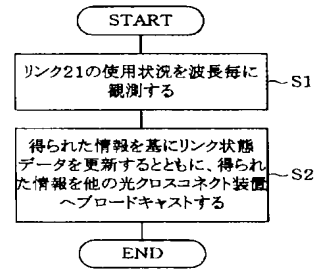 START
リンク21の使用状況を波長毎に
観測する
S1
得られた情報を基にリンク状態
データを更新するとともに、得られ
た情報を他の光クロスコネクト装置
へブロードキャストする
S2
END